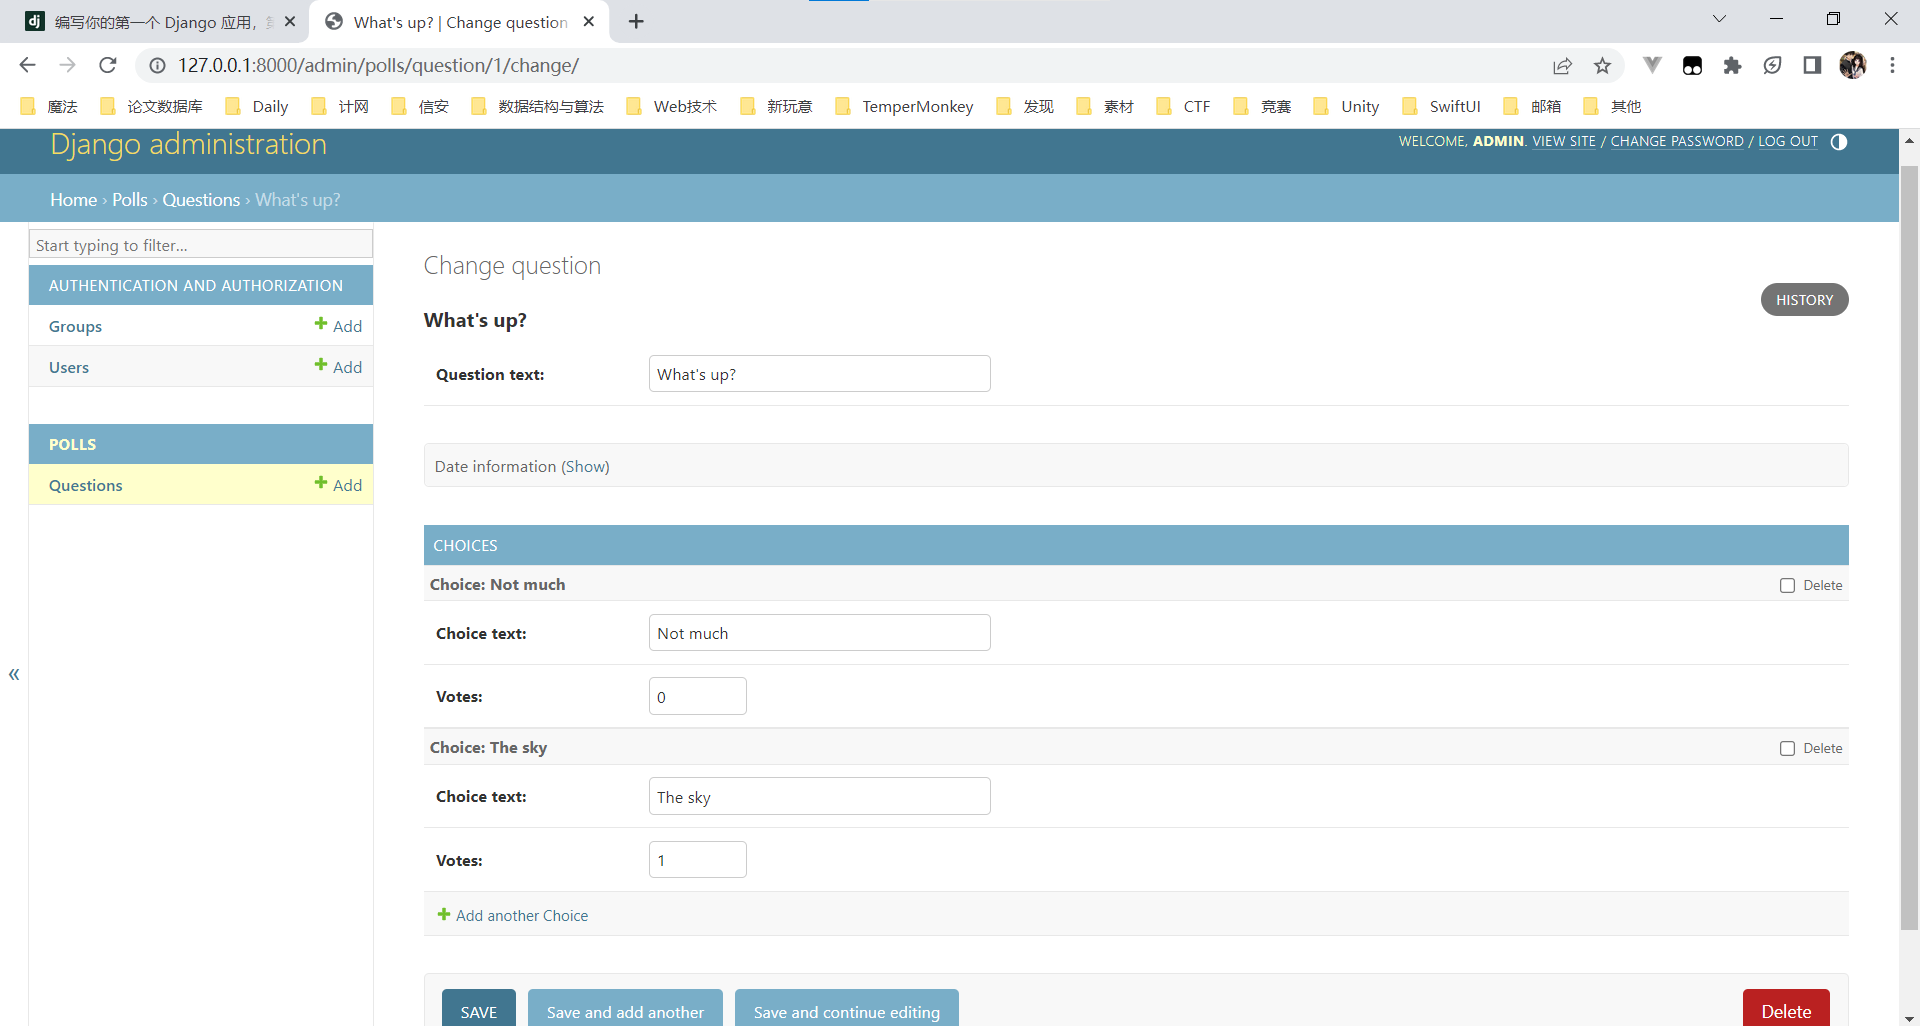 编写你的第一个 Django 应用，
What's up? | Change question
127.0.0.1:8000/admin/polls/question/1/change/
魔法 论文数据库 Daily 计网 信安 数据结构与算法 Web技术 新玩意 TemperMonkey 发现 素材 CTF 竞赛 Unity SwiftUI 邮箱 其他
Django administration
WELCOME, ADMIN. VIEW SITE / CHANGE PASSWORD / LOG OUT
Home › Polls › Questions › What's up?
Start typing to filter...
AUTHENTICATION AND AUTHORIZATION
Groups Add
Users Add
POLLS
Questions Add
«
Change question
HISTORY
What's up?
Question text: What's up?
Date information (Show)
CHOICES
Choice: Not much Delete
Choice text: Not much
Votes: 0
Choice: The sky Delete
Choice text: The sky
Votes: 1
Add another Choice
SAVE Save and add another Save and continue editing Delete